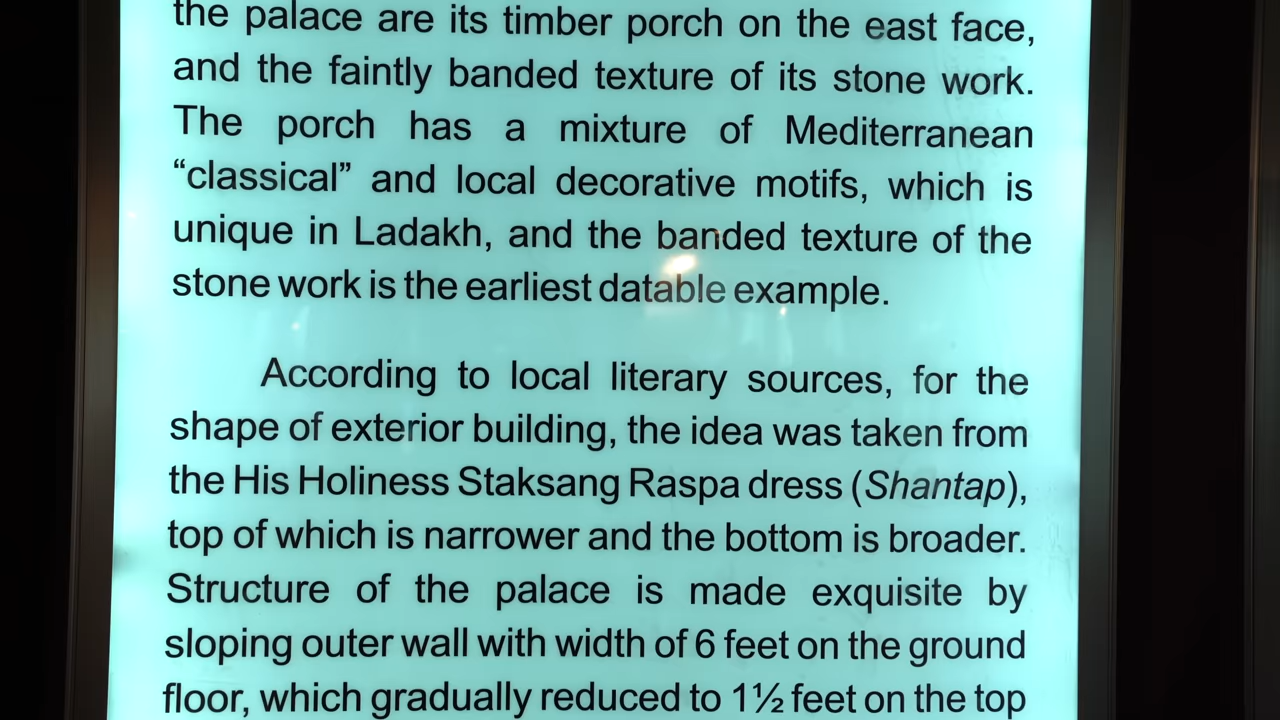 the palace are its timber porch on the east face,
and the faintly banded texture of its stone work.
The porch has a mixture of Mediterranean
“classical” and local decorative motifs, which is
unique in Ladakh, and the banded texture of the
stone work is the earliest datable example.
According to local literary sources, for the
shape of exterior building, the idea was taken from
the His Holiness Staksang Raspa dress (Shantap),
top of which is narrower and the bottom is broader.
Structure of the palace is made exquisite by
sloping outer wall with width of 6 feet on the ground
floor, which gradually reduced to 1½ feet on the top